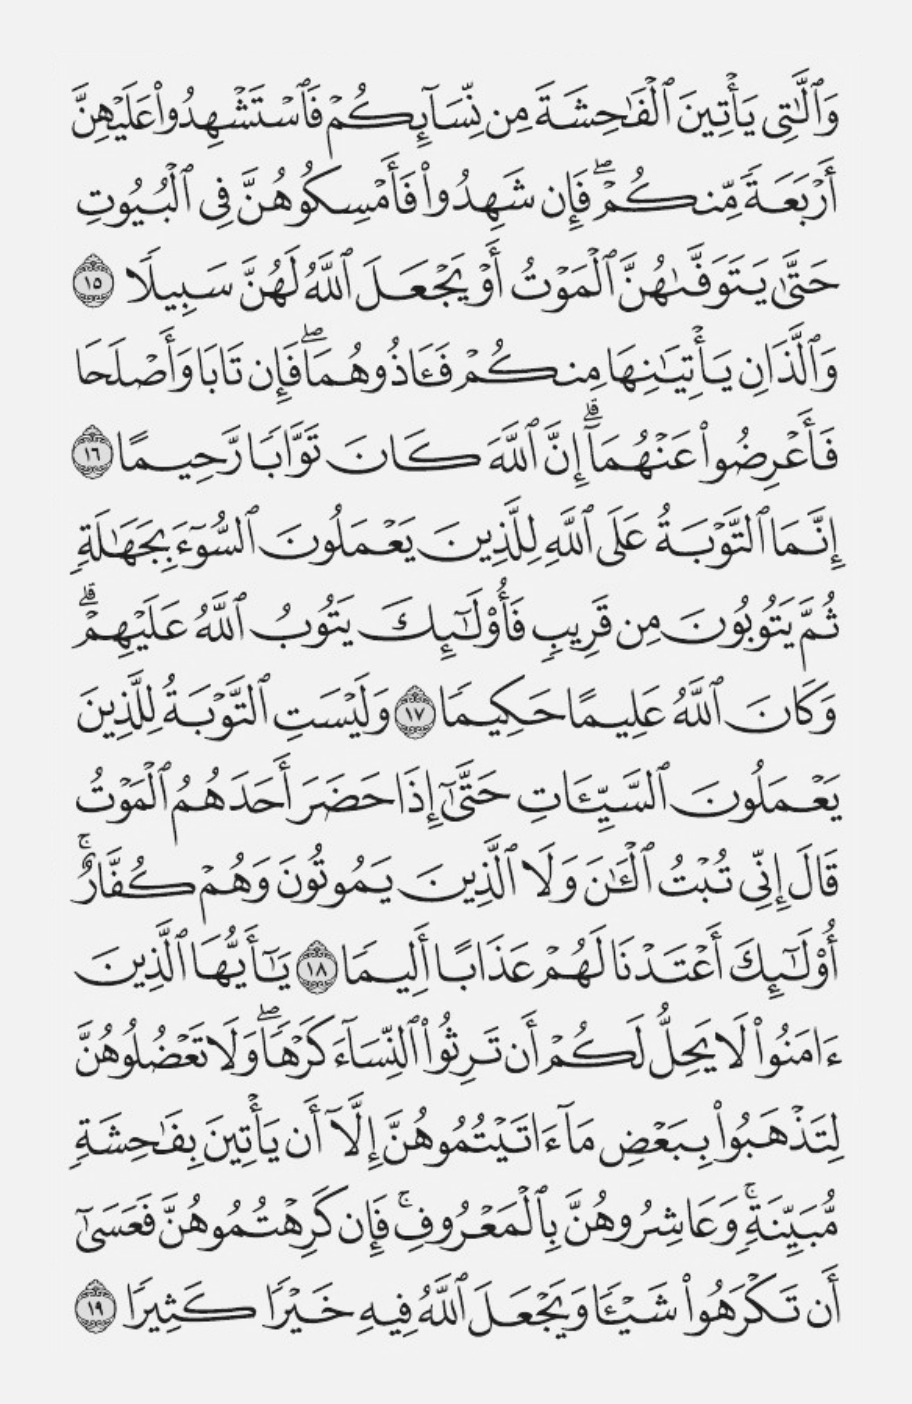 وَٱلَّٰتِي يَأۡتِينَ ٱلۡفَٰحِشَةَ مِن نِّسَآئِكُمۡ فَٱسۡتَشۡهِدُواْ عَلَيۡهِنَّ
أَرۡبَعَةٗ مِّنكُمۡۖ فَإِن شَهِدُواْ فَأَمۡسِكُوهُنَّ فِي ٱلۡبُيُوتِ
حَتَّىٰ يَتَوَفَّىٰهُنَّ ٱلۡمَوۡتُ أَوۡ يَجۡعَلَ ٱللَّهُ لَهُنَّ سَبِيلٗا ١٥
وَٱلَّذَانِ يَأۡتِيَٰنِهَا مِنكُمۡ فَـَٔاذُوهُمَاۖ فَإِن تَابَا وَأَصۡلَحَا
فَأَعۡرِضُواْ عَنۡهُمَآۗ إِنَّ ٱللَّهَ كَانَ تَوَّابٗا رَّحِيمًا ١٦
إِنَّمَا ٱلتَّوۡبَةُ عَلَى ٱللَّهِ لِلَّذِينَ يَعۡمَلُونَ ٱلسُّوٓءَ بِجَهَٰلَةٖ
ثُمَّ يَتُوبُونَ مِن قَرِيبٖ فَأُوْلَٰٓئِكَ يَتُوبُ ٱللَّهُ عَلَيۡهِمۡۗ
وَكَانَ ٱللَّهُ عَلِيمًا حَكِيمٗا ١٧ وَلَيۡسَتِ ٱلتَّوۡبَةُ لِلَّذِينَ
يَعۡمَلُونَ ٱلسَّيِّـَٔاتِ حَتَّىٰٓ إِذَا حَضَرَ أَحَدَهُمُ ٱلۡمَوۡتُ
قَالَ إِنِّي تُبۡتُ ٱلۡـَٰٔنَ وَلَا ٱلَّذِينَ يَمُوتُونَ وَهُمۡ كُفَّارٌۚ
أُوْلَٰٓئِكَ أَعۡتَدۡنَا لَهُمۡ عَذَابًا أَلِيمٗا ١٨ يَٰٓأَيُّهَا ٱلَّذِينَ
ءَامَنُواْ لَا يَحِلُّ لَكُمۡ أَن تَرِثُواْ ٱلنِّسَآءَ كَرۡهٗاۖ وَلَا تَعۡضُلُوهُنَّ
لِتَذۡهَبُواْ بِبَعۡضِ مَآ ءَاتَيۡتُمُوهُنَّ إِلَّآ أَن يَأۡتِينَ بِفَٰحِشَةٖ
مُّبَيِّنَةٖۚ وَعَاشِرُوهُنَّ بِٱلۡمَعۡرُوفِۚ فَإِن كَرِهۡتُمُوهُنَّ فَعَسَىٰٓ
أَن تَكۡرَهُواْ شَيۡـٔٗا وَيَجۡعَلَ ٱللَّهُ فِيهِ خَيۡرٗا كَثِيرٗا ١٩